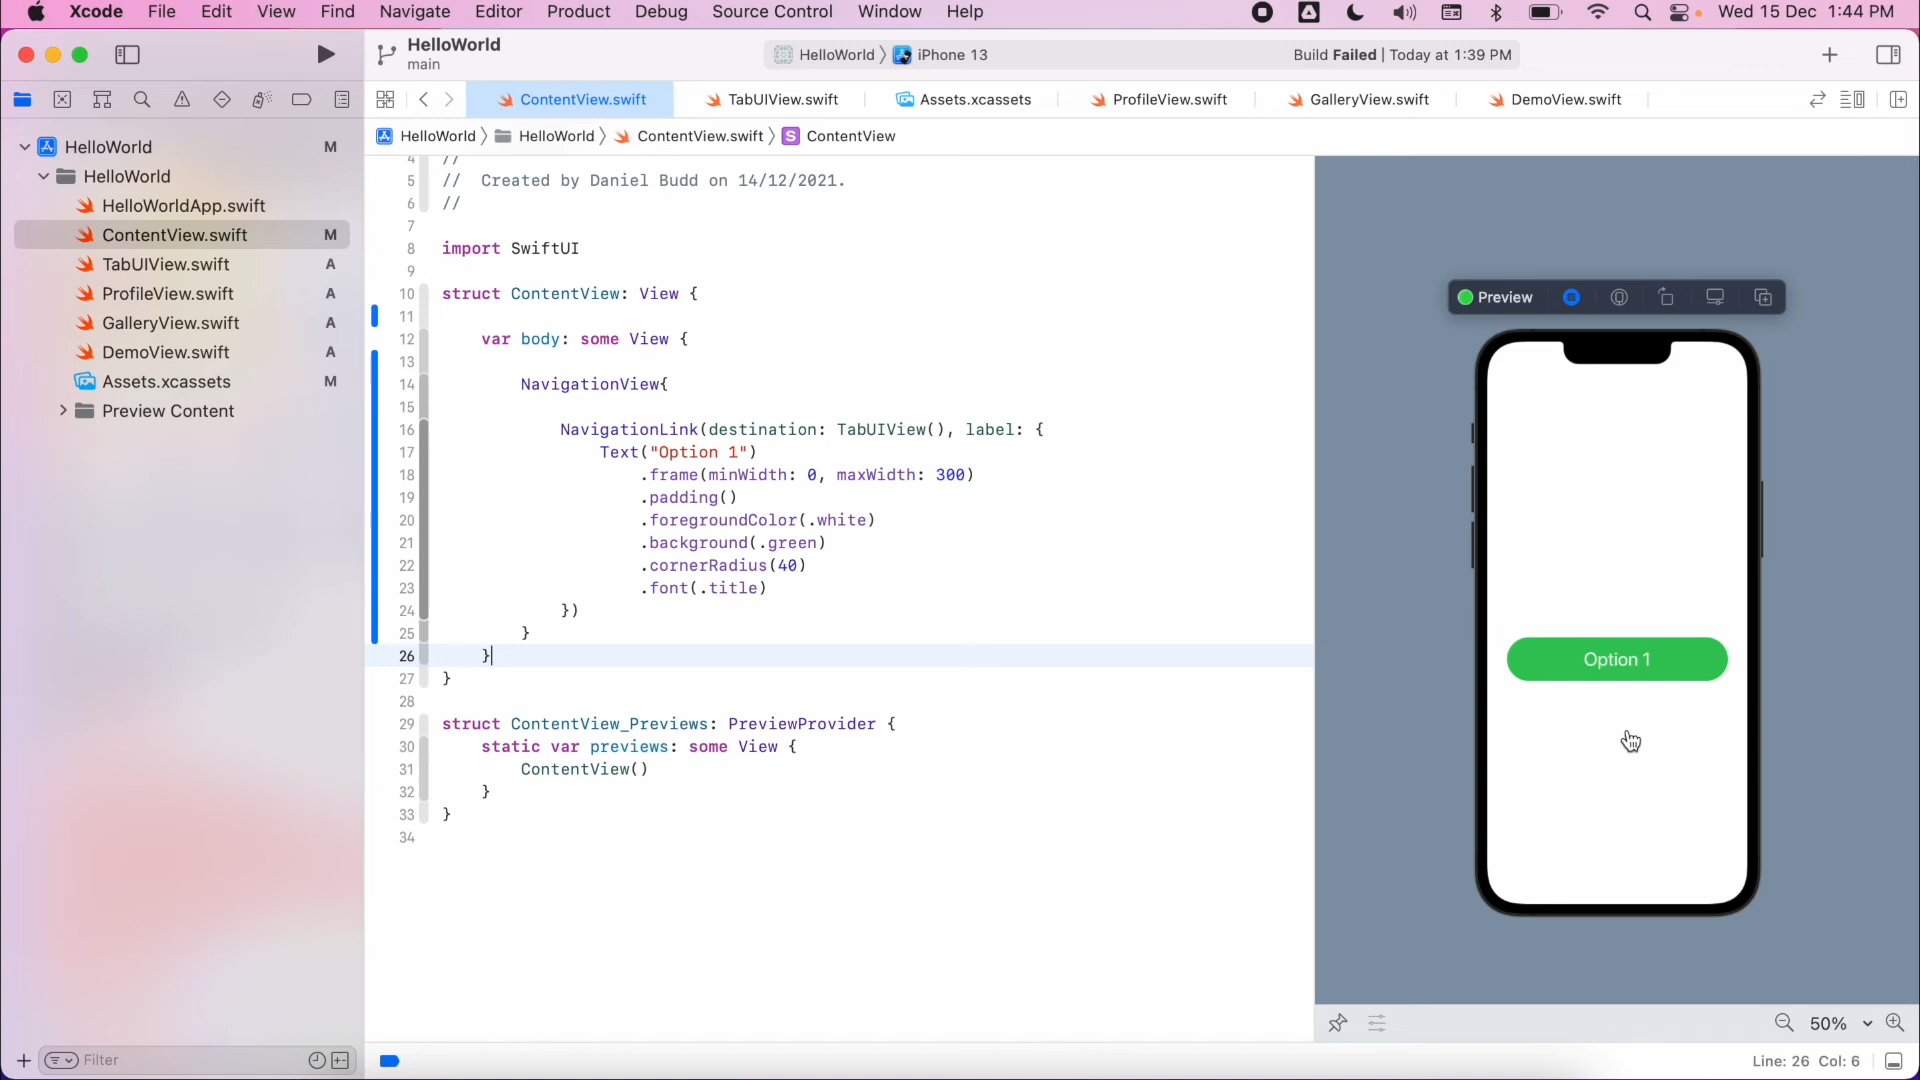 Xcode File Edit View Find Navigate Editor Product Debug Source Control Window Help Wed 15 Dec 1:44 PM
HelloWorld
main
HelloWorld iPhone 13 Build Failed | Today at 1:39 PM
ContentView.swift TabUIView.swift Assets.xcassets ProfileView.swift GalleryView.swift DemoView.swift
HelloWorld HelloWorld ContentView.swift S ContentView
HelloWorld M
HelloWorld
HelloWorldApp.swift
ContentView.swift M
TabUIView.swift A
ProfileView.swift A
GalleryView.swift A
DemoView.swift A
Assets.xcassets M
Preview Content
4 //
5 //  Created by Daniel Budd on 14/12/2021.
6 //
7
8 import SwiftUI
9
10 struct ContentView: View {
11
12     var body: some View {
13
14         NavigationView{
15
16             NavigationLink(destination: TabUIView(), label: {
17                 Text("Option 1")
18                     .frame(minWidth: 0, maxWidth: 300)
19                     .padding()
20                     .foregroundColor(.white)
21                     .background(.green)
22                     .cornerRadius(40)
23                     .font(.title)
24             })
25         }
26     }
27 }
28
29 struct ContentView_Previews: PreviewProvider {
30     static var previews: some View {
31         ContentView()
32     }
33 }
34
Preview
Option 1
50%
Filter
Line: 26 Col: 6